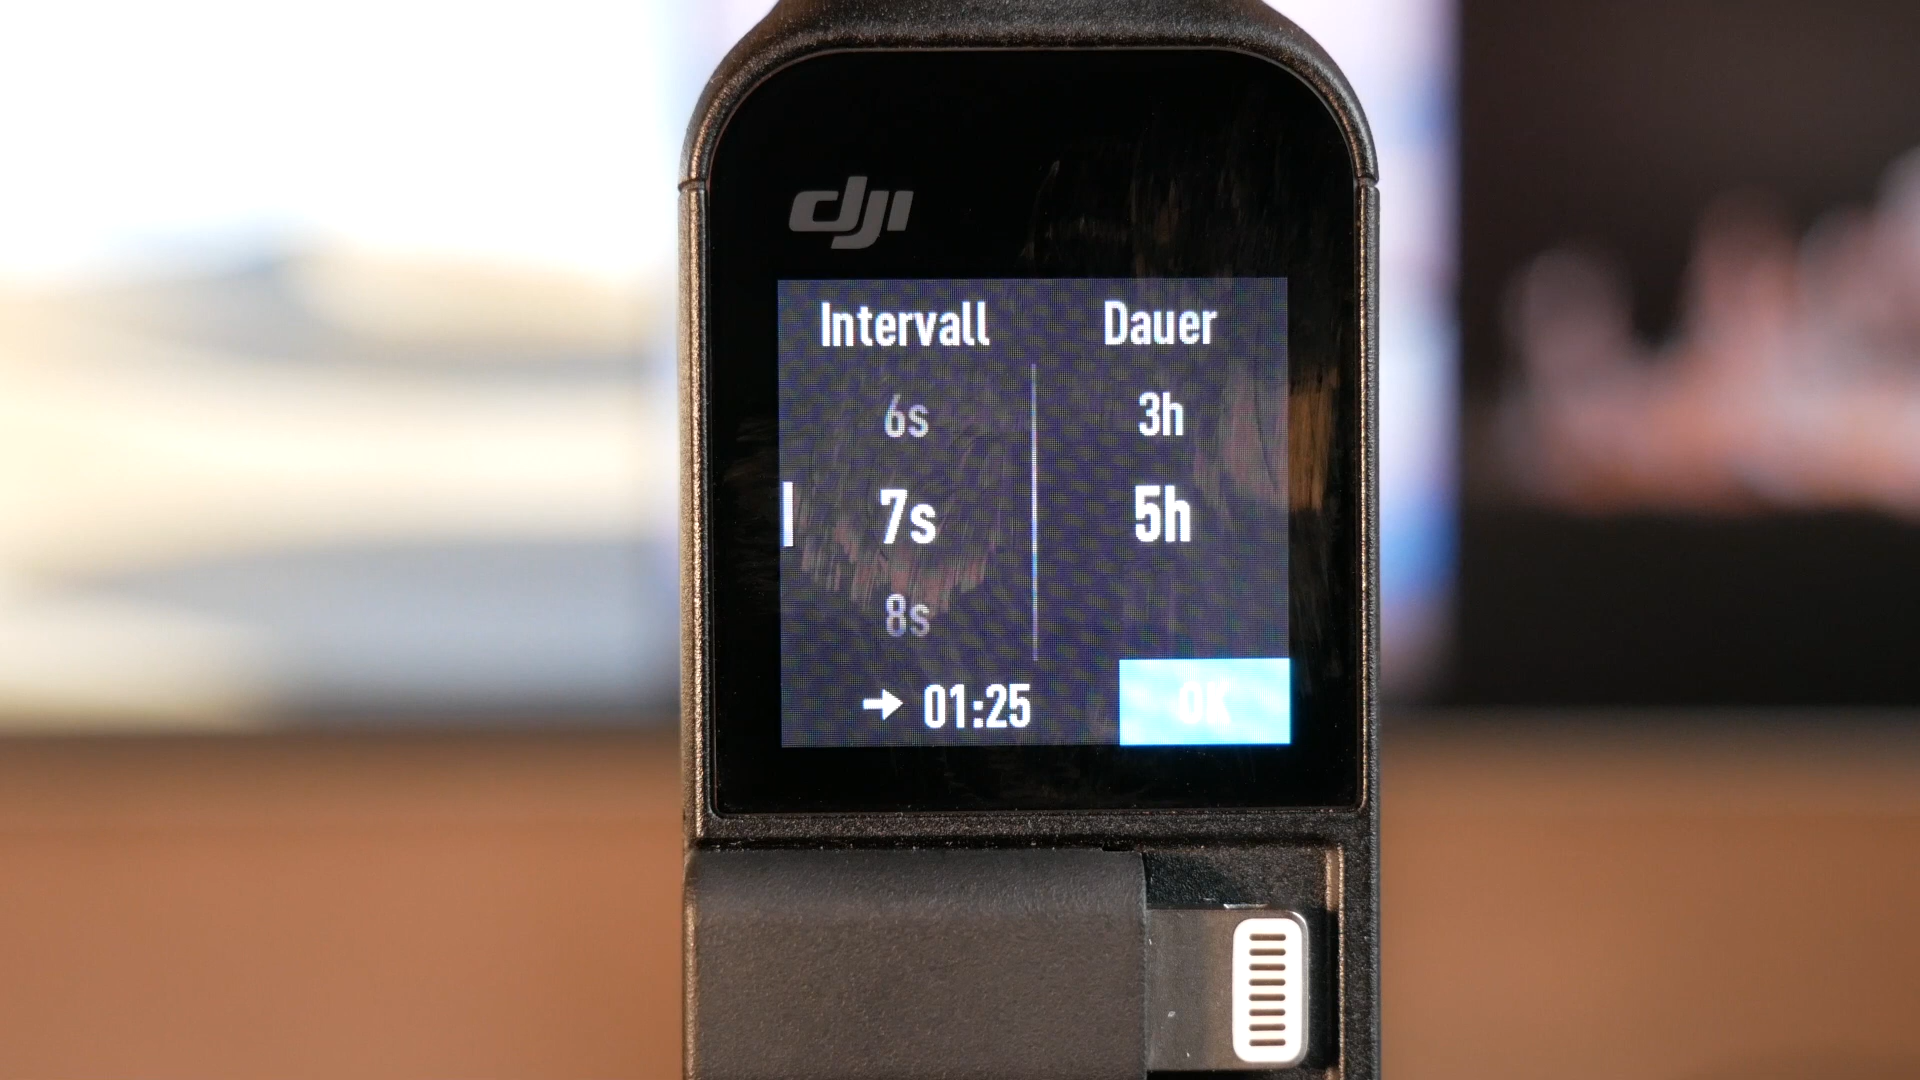 dji
Intervall Dauer
6s 3h
7s 5h
8s
→ 01:25 OK